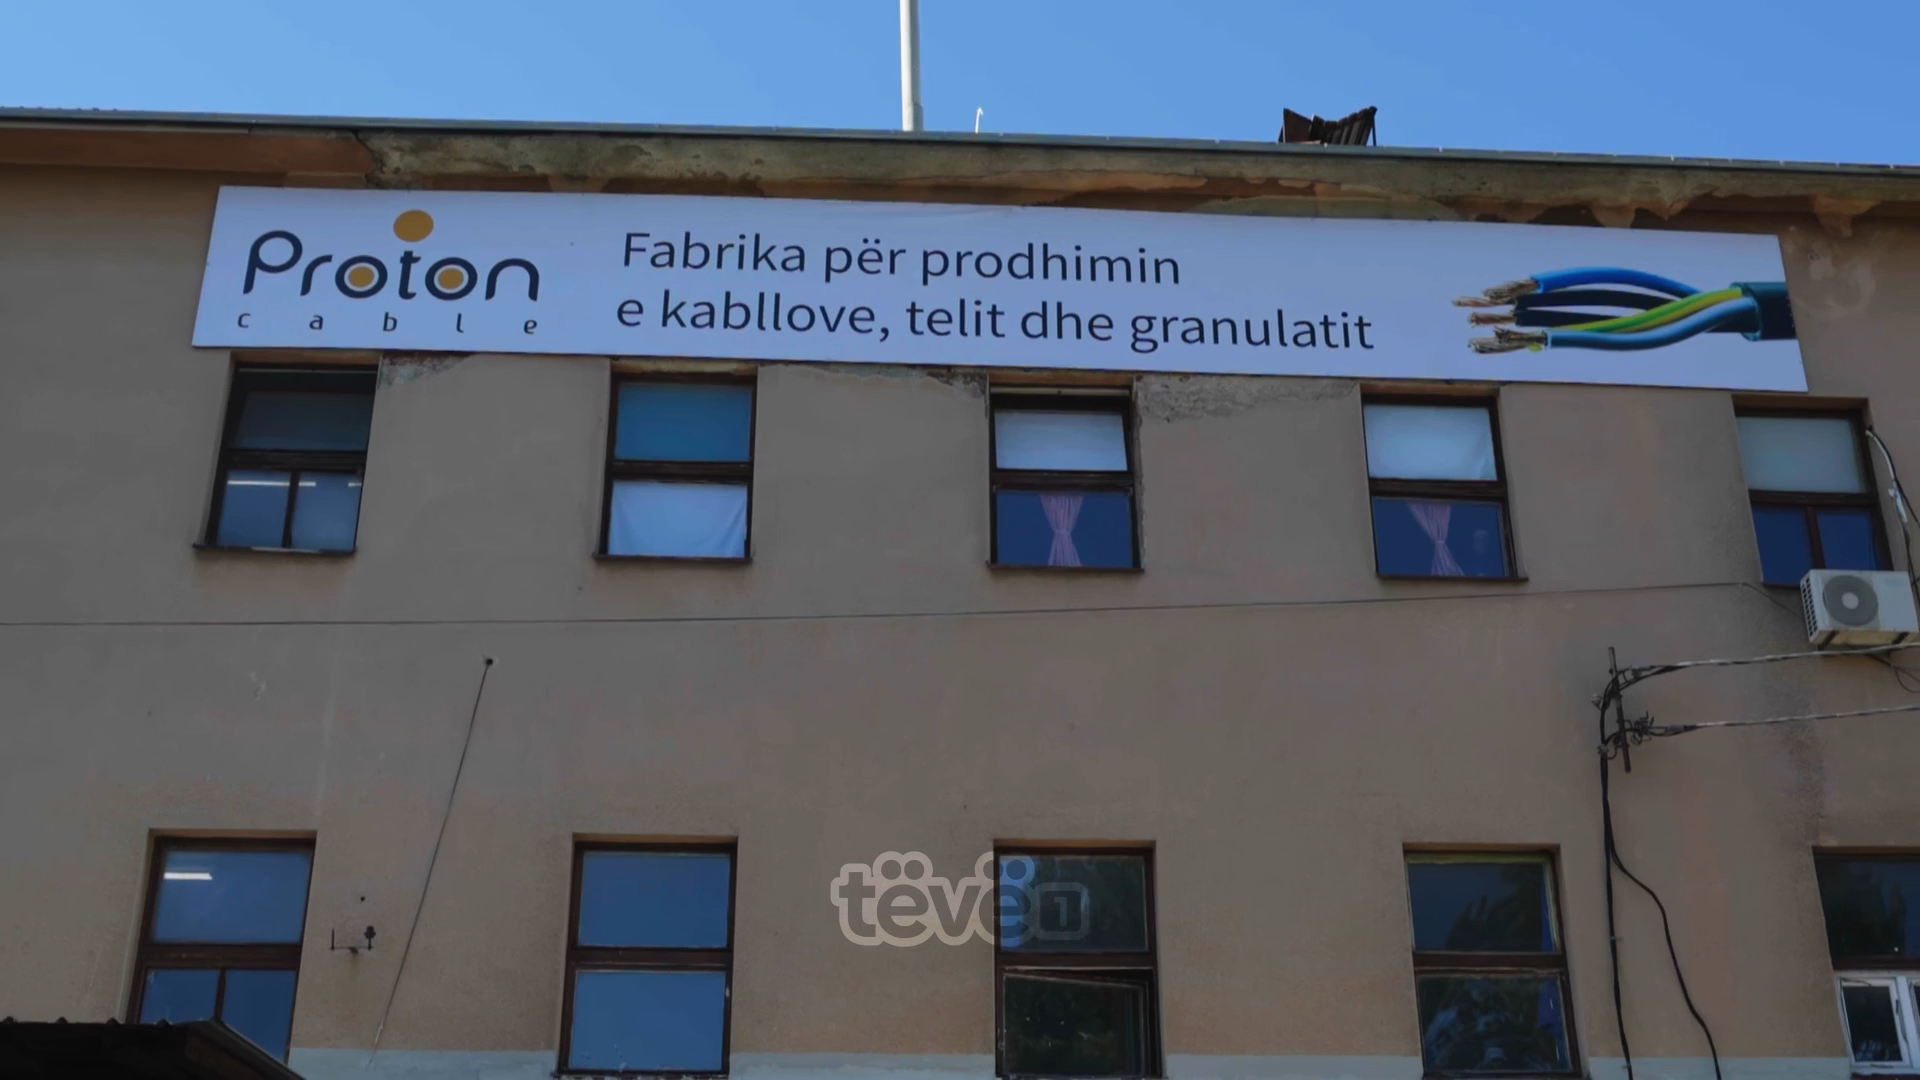 Proton
cable
Fabrika për prodhimin
e kabllove, telit dhe granulatit
tëvë1